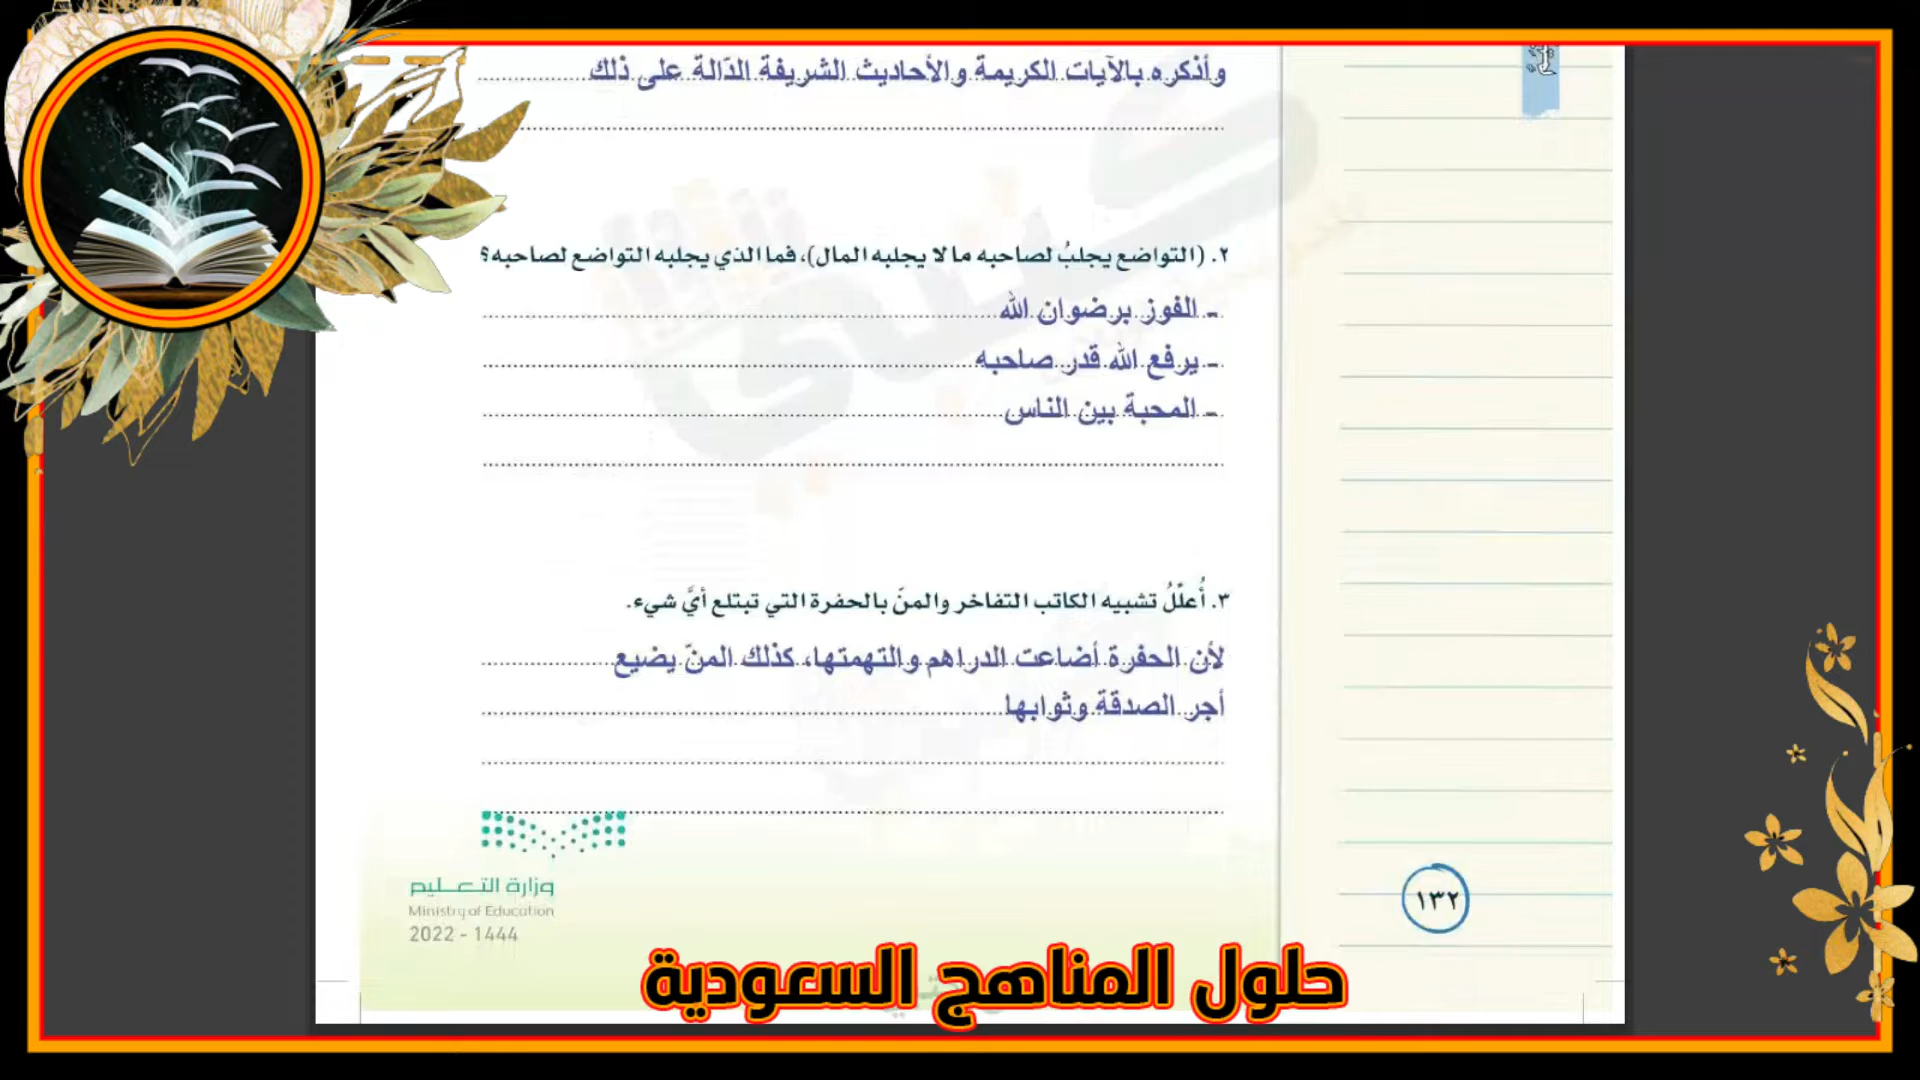 وأذكره بالآيات الكريمة والأحاديث الشريفة الدّالة على ذلك
٢. (التواضع يجلبُ لصاحبه ما لا يجلبه المال)، فما الذي يجلبه التواضع لصاحبه؟
- الفوز برضوان الله
- يرفع الله قدر صاحبه
- المحبة بين الناس
٣. أُعلِّلُ تشبيه الكاتب التفاخر والمنّ بالحفرة التي تبتلع أيَّ شيء.
لأن الحفرة أضاعت الدراهم والتهمتها، كذلك المنّ يضيع
أجر الصدقة وثوابها
وزارة التعليم
Ministry of Education
2022 - 1444
١٣٢
حلول المناهج السعودية